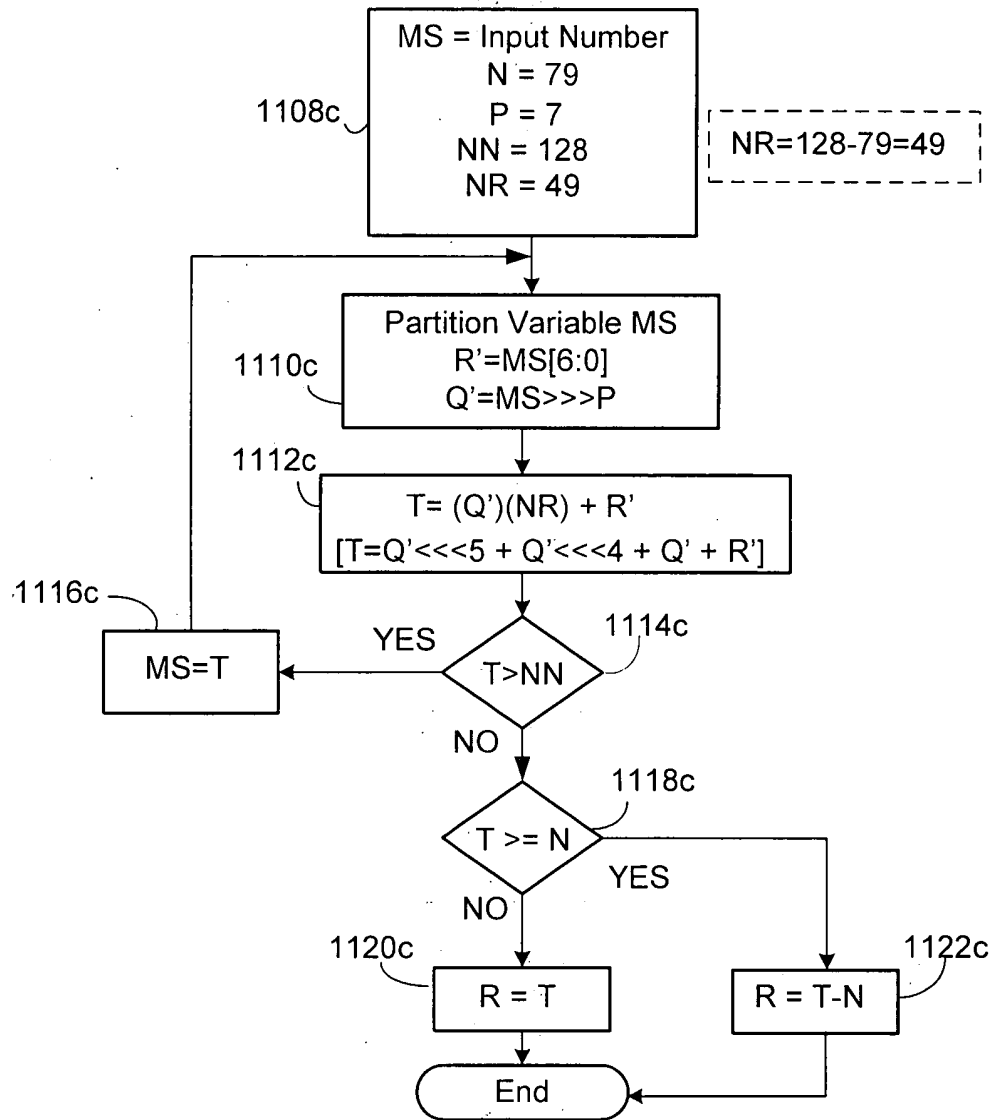 MS = Input Number
N = 79
P = 7
NN = 128
NR = 49
1108c
NR=128-79=49
Partition Variable MS
R'=MS[6:0]
Q'=MS>>>P
1110c
1112c
T= (Q')(NR) + R'
[T=Q'<<<5 + Q'<<<4 + Q' + R']
1116c
MS=T
YES
T>NN
1114c
NO
1118c
T >= N
YES
NO
1120c
R = T
1122c
R = T-N
End